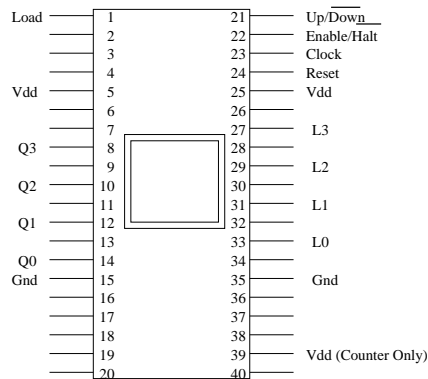 Load 1 21 Up/Down
2 22 Enable/Halt
3 23 Clock
4 24 Reset
Vdd 5 25 Vdd
6 26
7 27 L3
Q3 8 28
9 29 L2
Q2 10 30
11 31 L1
Q1 12 32
13 33 L0
Q0 14 34
Gnd 15 35 Gnd
16 36
17 37
18 38
19 39 Vdd (Counter Only)
20 40